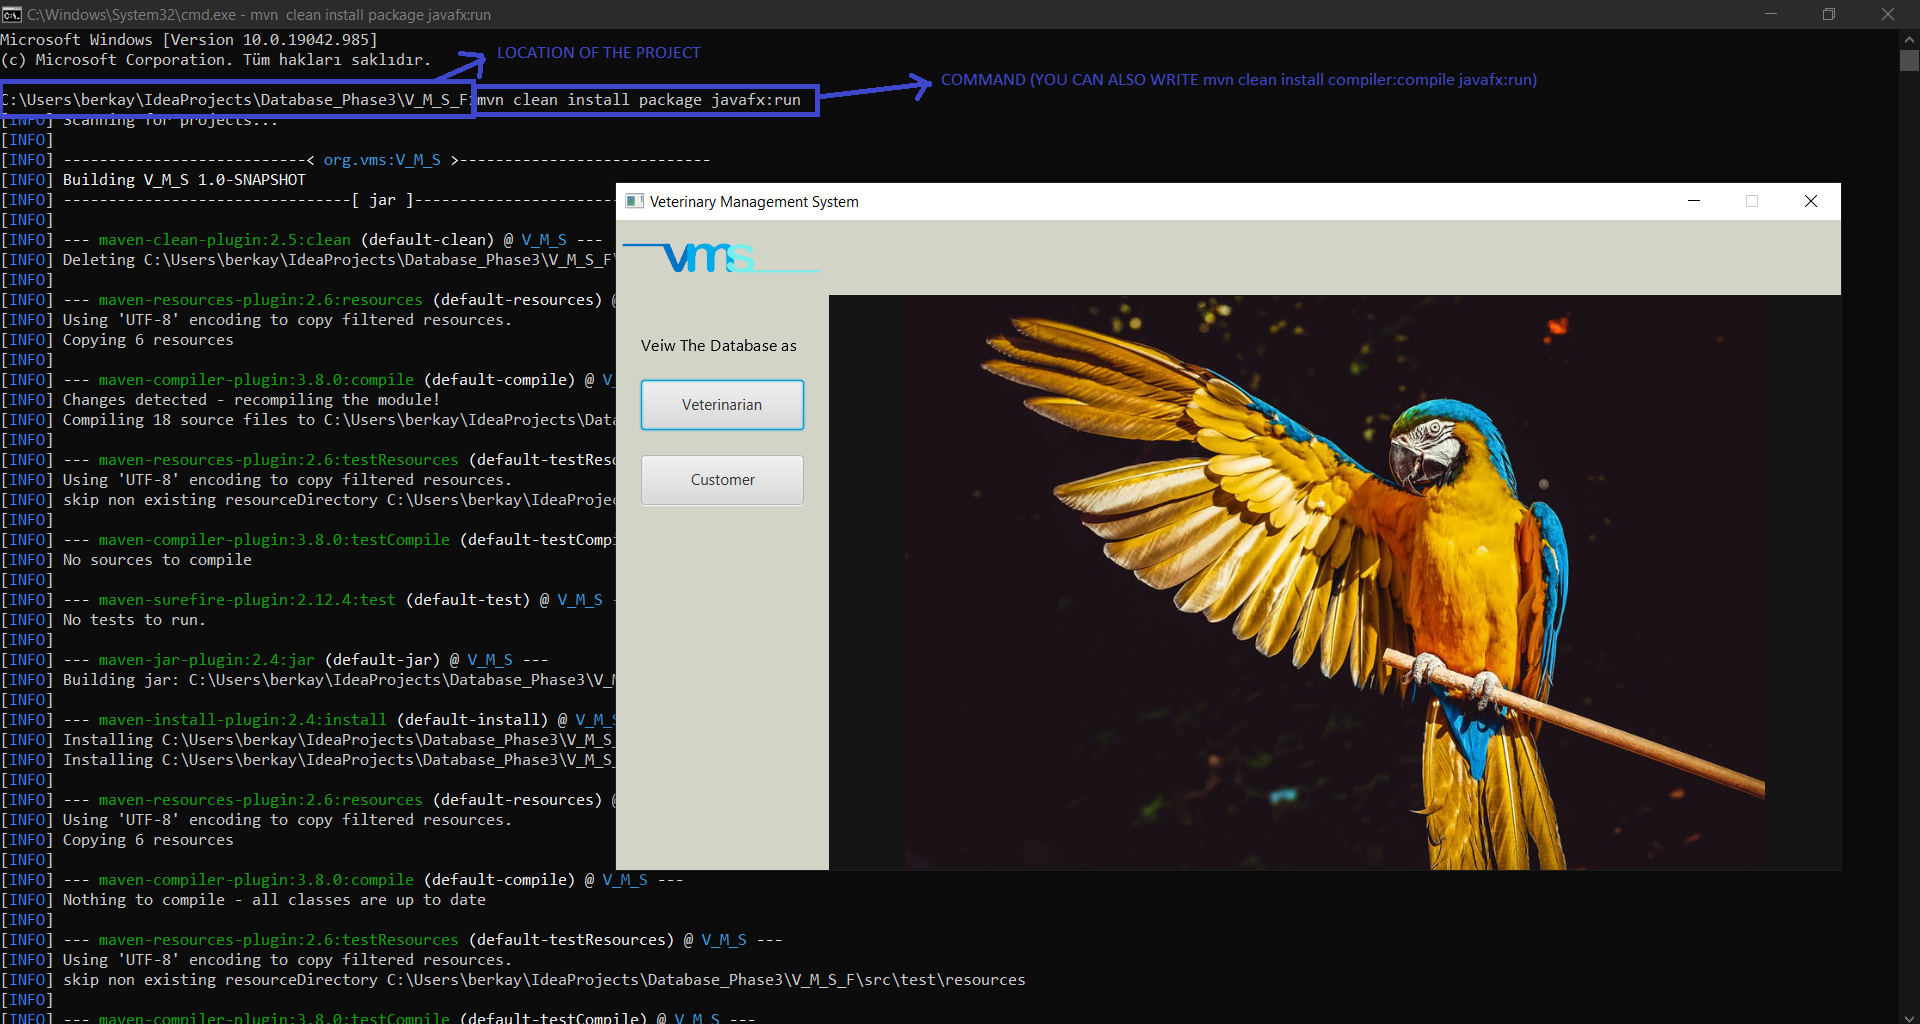 C:\Windows\System32\cmd.exe - mvn  clean install package javafx:run
Microsoft Windows [Version 10.0.19042.985]
(c) Microsoft Corporation. Tüm hakları saklıdır.
LOCATION OF THE PROJECT
COMMAND (YOU CAN ALSO WRITE mvn clean install compiler:compile javafx:run)
C:\Users\berkay\IdeaProjects\Database_Phase3\V_M_S_F>mvn clean install package javafx:run
[INFO] Scanning for projects...
[INFO]
[INFO] ---------------------------< org.vms:V_M_S >----------------------------
[INFO] Building V_M_S 1.0-SNAPSHOT
[INFO] --------------------------------[ jar ]-----------------------
[INFO]
[INFO] --- maven-clean-plugin:2.5:clean (default-clean) @ V_M_S ---
[INFO] Deleting C:\Users\berkay\IdeaProjects\Database_Phase3\V_M_S_F\
[INFO]
[INFO] --- maven-resources-plugin:2.6:resources (default-resources) @
[INFO] Using 'UTF-8' encoding to copy filtered resources.
[INFO] Copying 6 resources
[INFO]
[INFO] --- maven-compiler-plugin:3.8.0:compile (default-compile) @ V_
[INFO] Changes detected - recompiling the module!
[INFO] Compiling 18 source files to C:\Users\berkay\IdeaProjects\Data
[INFO]
[INFO] --- maven-resources-plugin:2.6:testResources (default-testReso
[INFO] Using 'UTF-8' encoding to copy filtered resources.
[INFO] skip non existing resourceDirectory C:\Users\berkay\IdeaProjec
[INFO]
[INFO] --- maven-compiler-plugin:3.8.0:testCompile (default-testCompi
[INFO] No sources to compile
[INFO]
[INFO] --- maven-surefire-plugin:2.12.4:test (default-test) @ V_M_S -
[INFO] No tests to run.
[INFO]
[INFO] --- maven-jar-plugin:2.4:jar (default-jar) @ V_M_S ---
[INFO] Building jar: C:\Users\berkay\IdeaProjects\Database_Phase3\V_M
[INFO]
[INFO] --- maven-install-plugin:2.4:install (default-install) @ V_M_S
[INFO] Installing C:\Users\berkay\IdeaProjects\Database_Phase3\V_M_S_
[INFO] Installing C:\Users\berkay\IdeaProjects\Database_Phase3\V_M_S_
[INFO]
[INFO] --- maven-resources-plugin:2.6:resources (default-resources) @
[INFO] Using 'UTF-8' encoding to copy filtered resources.
[INFO] Copying 6 resources
[INFO]
[INFO] --- maven-compiler-plugin:3.8.0:compile (default-compile) @ V_M_S ---
[INFO] Nothing to compile - all classes are up to date
[INFO]
[INFO] --- maven-resources-plugin:2.6:testResources (default-testResources) @ V_M_S ---
[INFO] Using 'UTF-8' encoding to copy filtered resources.
[INFO] skip non existing resourceDirectory C:\Users\berkay\IdeaProjects\Database_Phase3\V_M_S_F\src\test\resources
[INFO]
[INFO] --- maven-compiler-plugin:3.8.0:testCompile (default-testCompile) @ V_M_S ---
Veterinary Management System
vms
Veiw The Database as
Veterinarian
Customer